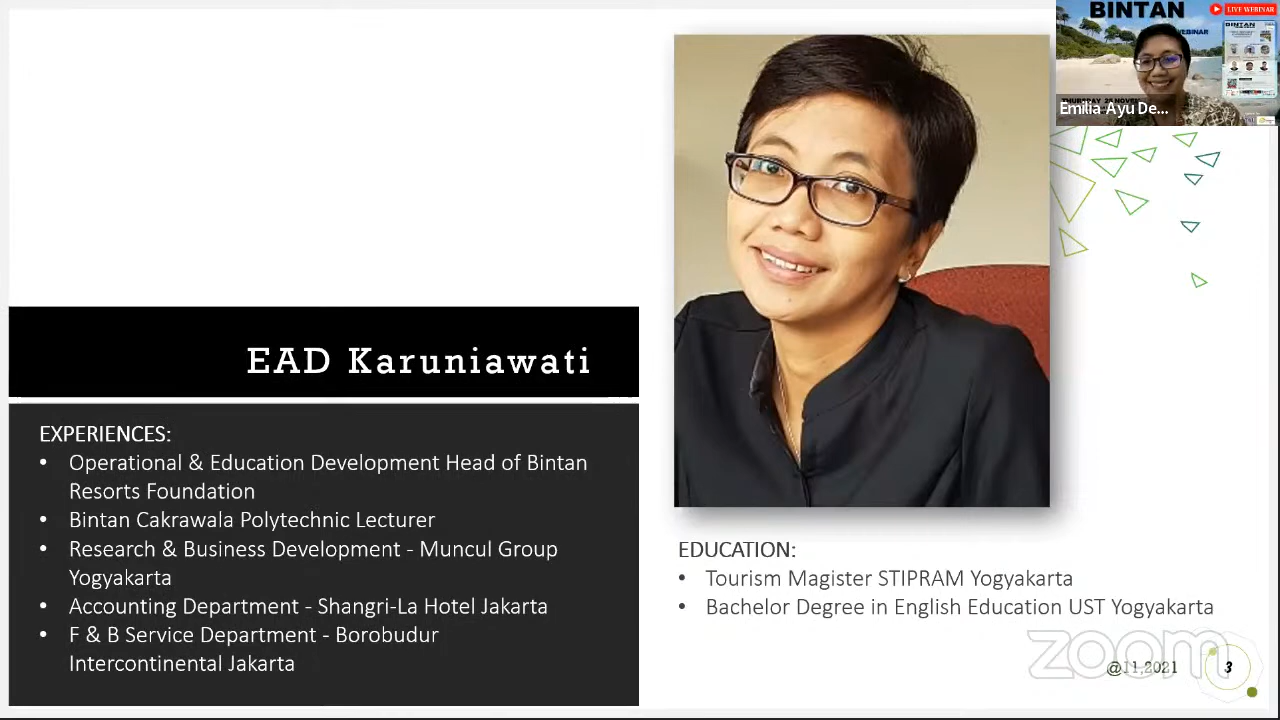 BINTAN
LIVE WEBINAR
WEBINAR
Emilia Ayu De...
EAD Karuniawati
EXPERIENCES:
• Operational & Education Development Head of Bintan
Resorts Foundation
• Bintan Cakrawala Polytechnic Lecturer
• Research & Business Development - Muncul Group
Yogyakarta
• Accounting Department - Shangri-La Hotel Jakarta
• F & B Service Department - Borobudur
Intercontinental Jakarta
EDUCATION:
• Tourism Magister STIPRAM Yogyakarta
• Bachelor Degree in English Education UST Yogyakarta
zoom
@J1,2021
3